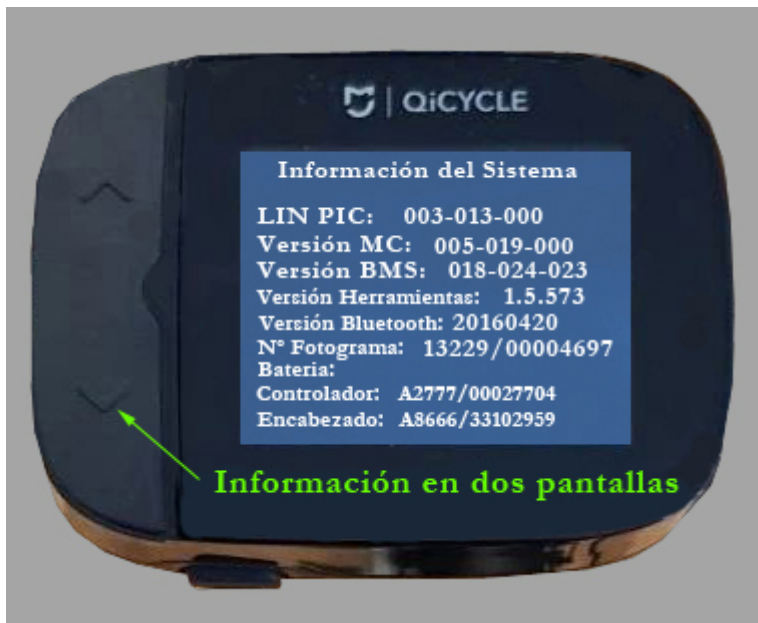 QiCYCLE
Información del Sistema
LIN PIC: 003-013-000
Versión MC: 005-019-000
Versión BMS: 018-024-023
Versión Herramientas: 1.5.573
Versión Bluetooth: 20160420
Nº Fotograma: 13229/00004697
Bateria:
Controlador: A2777/00027704
Encabezado: A8666/33102959
Información en dos pantallas